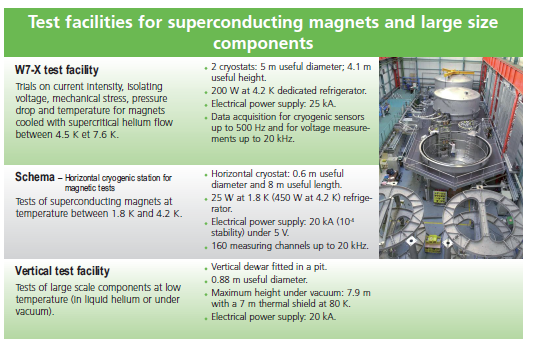 Test facilities for superconducting magnets and large size
components
W7-X test facility
Trials on current intensity, isolating
voltage, mechanical stress, pressure
drop and temperature for magnets
cooled with supercritical helium flow
between 4.5 K et 7.6 K.
• 2 cryostats: 5 m useful diameter; 4.1 m
useful height.
• 200 W at 4.2 K dedicated refrigerator.
• Electrical power supply: 25 kA.
• Data acquisition for cryogenic sensors
up to 500 Hz and for voltage measure-
ments up to 20 kHz.
Schema – Horizontal cryogenic station for
magnetic tests
Tests of superconducting magnets at
temperature between 1.8 K and 4.2 K.
• Horizontal cryostat: 0.6 m useful
diameter and 8 m useful length.
• 25 W at 1.8 K (450 W at 4.2 K) refrige-
rator.
• Electrical power supply: 20 kA (10⁻⁴
stability) under 5 V.
• 160 measuring channels up to 20 kHz.
Vertical test facility
Tests of large scale components at low
temperature (in liquid helium or under
vacuum).
• Vertical dewar fitted in a pit.
• 0.88 m useful diameter.
• Maximum height under vacuum: 7.9 m
with a 7 m thermal shield at 80 K.
• Electrical power supply: 20 kA.